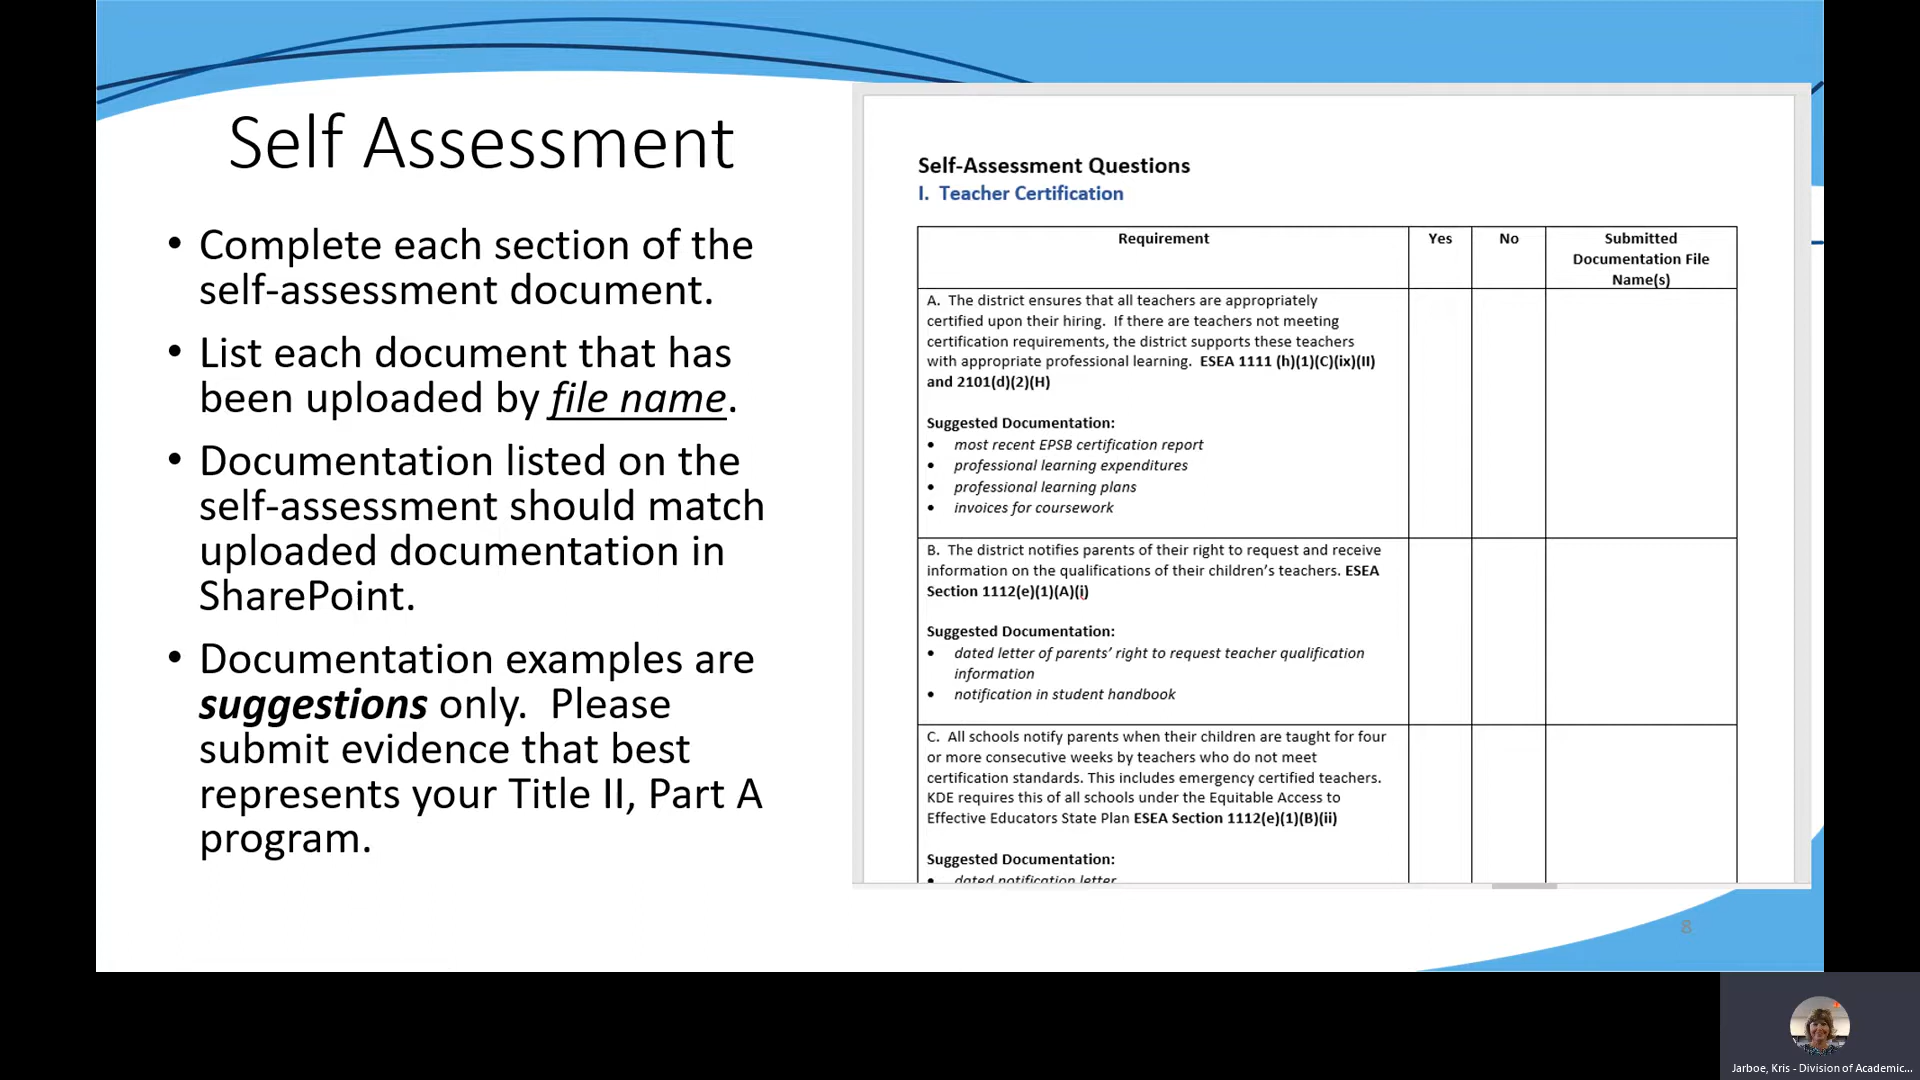 Self Assessment
• Complete each section of the
self-assessment document.
• List each document that has
been uploaded by file name.
• Documentation listed on the
self-assessment should match
uploaded documentation in
SharePoint.
• Documentation examples are
suggestions only.  Please
submit evidence that best
represents your Title II, Part A
program.
Self-Assessment Questions
I.  Teacher Certification
Requirement
Yes
No
Submitted
Documentation File
Name(s)
A.  The district ensures that all teachers are appropriately
certified upon their hiring.  If there are teachers not meeting
certification requirements, the district supports these teachers
with appropriate professional learning.  ESEA 1111 (h)(1)(C)(ix)(II)
and 2101(d)(2)(H)
Suggested Documentation:
• most recent EPSB certification report
• professional learning expenditures
• professional learning plans
• invoices for coursework
B.  The district notifies parents of their right to request and receive
information on the qualifications of their children's teachers. ESEA
Section 1112(e)(1)(A)(i)
Suggested Documentation:
• dated letter of parents' right to request teacher qualification
information
• notification in student handbook
C.  All schools notify parents when their children are taught for four
or more consecutive weeks by teachers who do not meet
certification standards. This includes emergency certified teachers.
KDE requires this of all schools under the Equitable Access to
Effective Educators State Plan ESEA Section 1112(e)(1)(B)(ii)
Suggested Documentation:
• dated notification letter
8
Jarboe, Kris - Division of Academic...